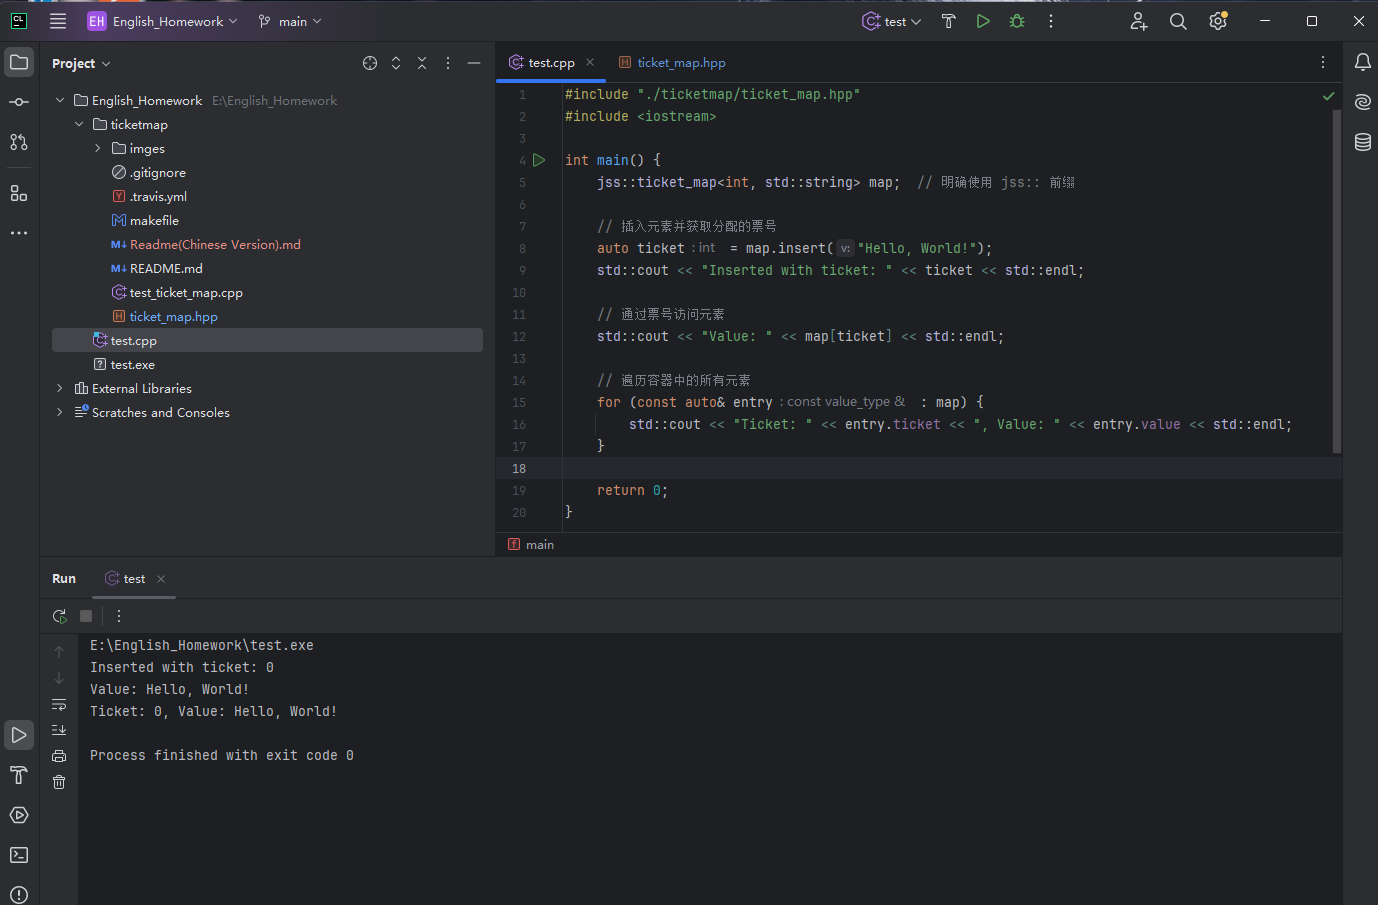 CL
EH English_Homework
main
test
Project
English_Homework E:\English_Homework
ticketmap
imges
.gitignore
.travis.yml
makefile
Readme(Chinese Version).md
README.md
test_ticket_map.cpp
ticket_map.hpp
test.cpp
test.exe
External Libraries
Scratches and Consoles
test.cpp ticket_map.hpp
1 #include "./ticketmap/ticket_map.hpp"
2 #include <iostream>
3
4 int main() {
5 jss::ticket_map<int, std::string> map; // 明确使用 jss:: 前缀
6
7 // 插入元素并获取分配的票号
8 auto ticket : int = map.insert( v: "Hello, World!");
9 std::cout << "Inserted with ticket: " << ticket << std::endl;
10
11 // 通过票号访问元素
12 std::cout << "Value: " << map[ticket] << std::endl;
13
14 // 遍历容器中的所有元素
15 for (const auto& entry : const value_type & : map) {
16 std::cout << "Ticket: " << entry.ticket << ", Value: " << entry.value << std::endl;
17 }
18
19 return 0;
20 }
main
Run test
E:\English_Homework\test.exe
Inserted with ticket: 0
Value: Hello, World!
Ticket: 0, Value: Hello, World!
Process finished with exit code 0